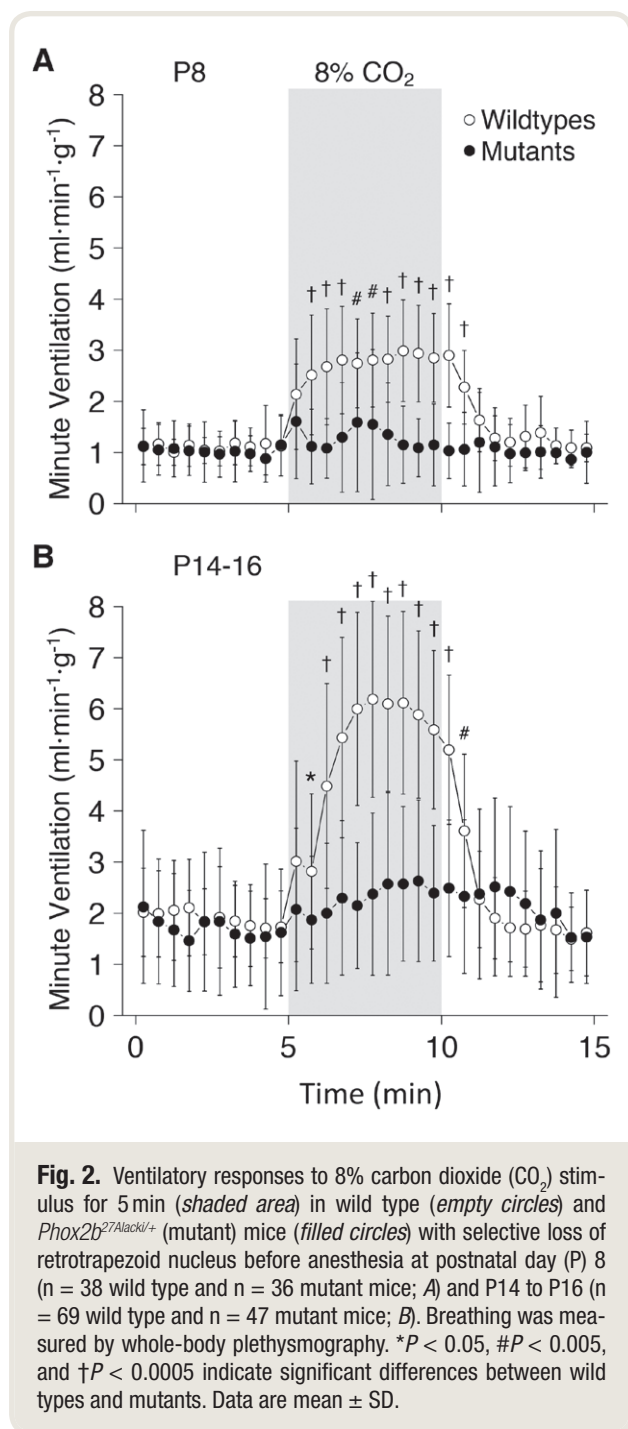 A
P8
8% CO₂
Wildtypes
Mutants
Minute Ventilation (ml·min⁻¹·g⁻¹)
8
7
6
5
4
3
2
1
0
† † † # # † † † † † †
B
P14-16
Minute Ventilation (ml·min⁻¹·g⁻¹)
8
7
6
5
4
3
2
1
0
* † † † † † † † † † #
0 5 10 15
Time (min)
Fig. 2. Ventilatory responses to 8% carbon dioxide (CO₂) stim-
ulus for 5 min (shaded area) in wild type (empty circles) and
Phox2b²⁷ᴬˡᵃᶜᵏⁱ/⁺ (mutant) mice (filled circles) with selective loss of
retrotrapezoid nucleus before anesthesia at postnatal day (P) 8
(n = 38 wild type and n = 36 mutant mice; A) and P14 to P16 (n
= 69 wild type and n = 47 mutant mice; B). Breathing was mea-
sured by whole-body plethysmography. *P < 0.05, #P < 0.005,
and †P < 0.0005 indicate significant differences between wild
types and mutants. Data are mean ± SD.